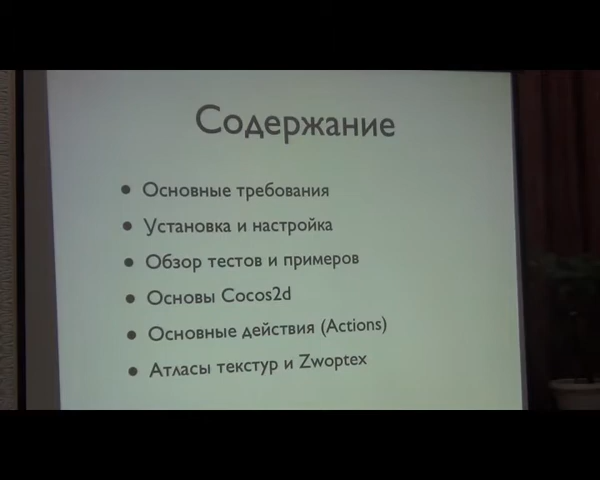 Содержание
• Основные требования
• Установка и настройка
• Обзор тестов и примеров
• Основы Cocos2d
• Основные действия (Actions)
• Атласы текстур и Zwoptex